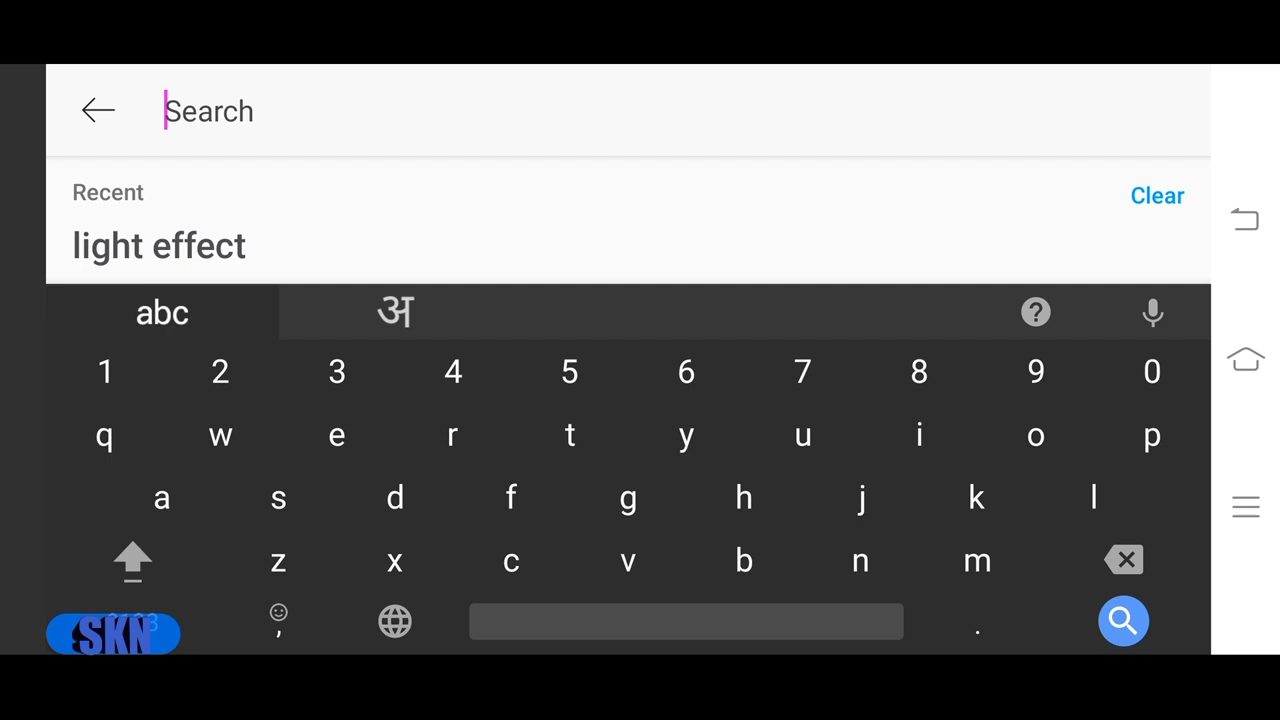 Search
Recent
Clear
light effect
abc
अ
?
1 2 3 4 5 6 7 8 9 0
q w e r t y u i o p
a s d f g h j k l
z x c v b n m
SKN
, .